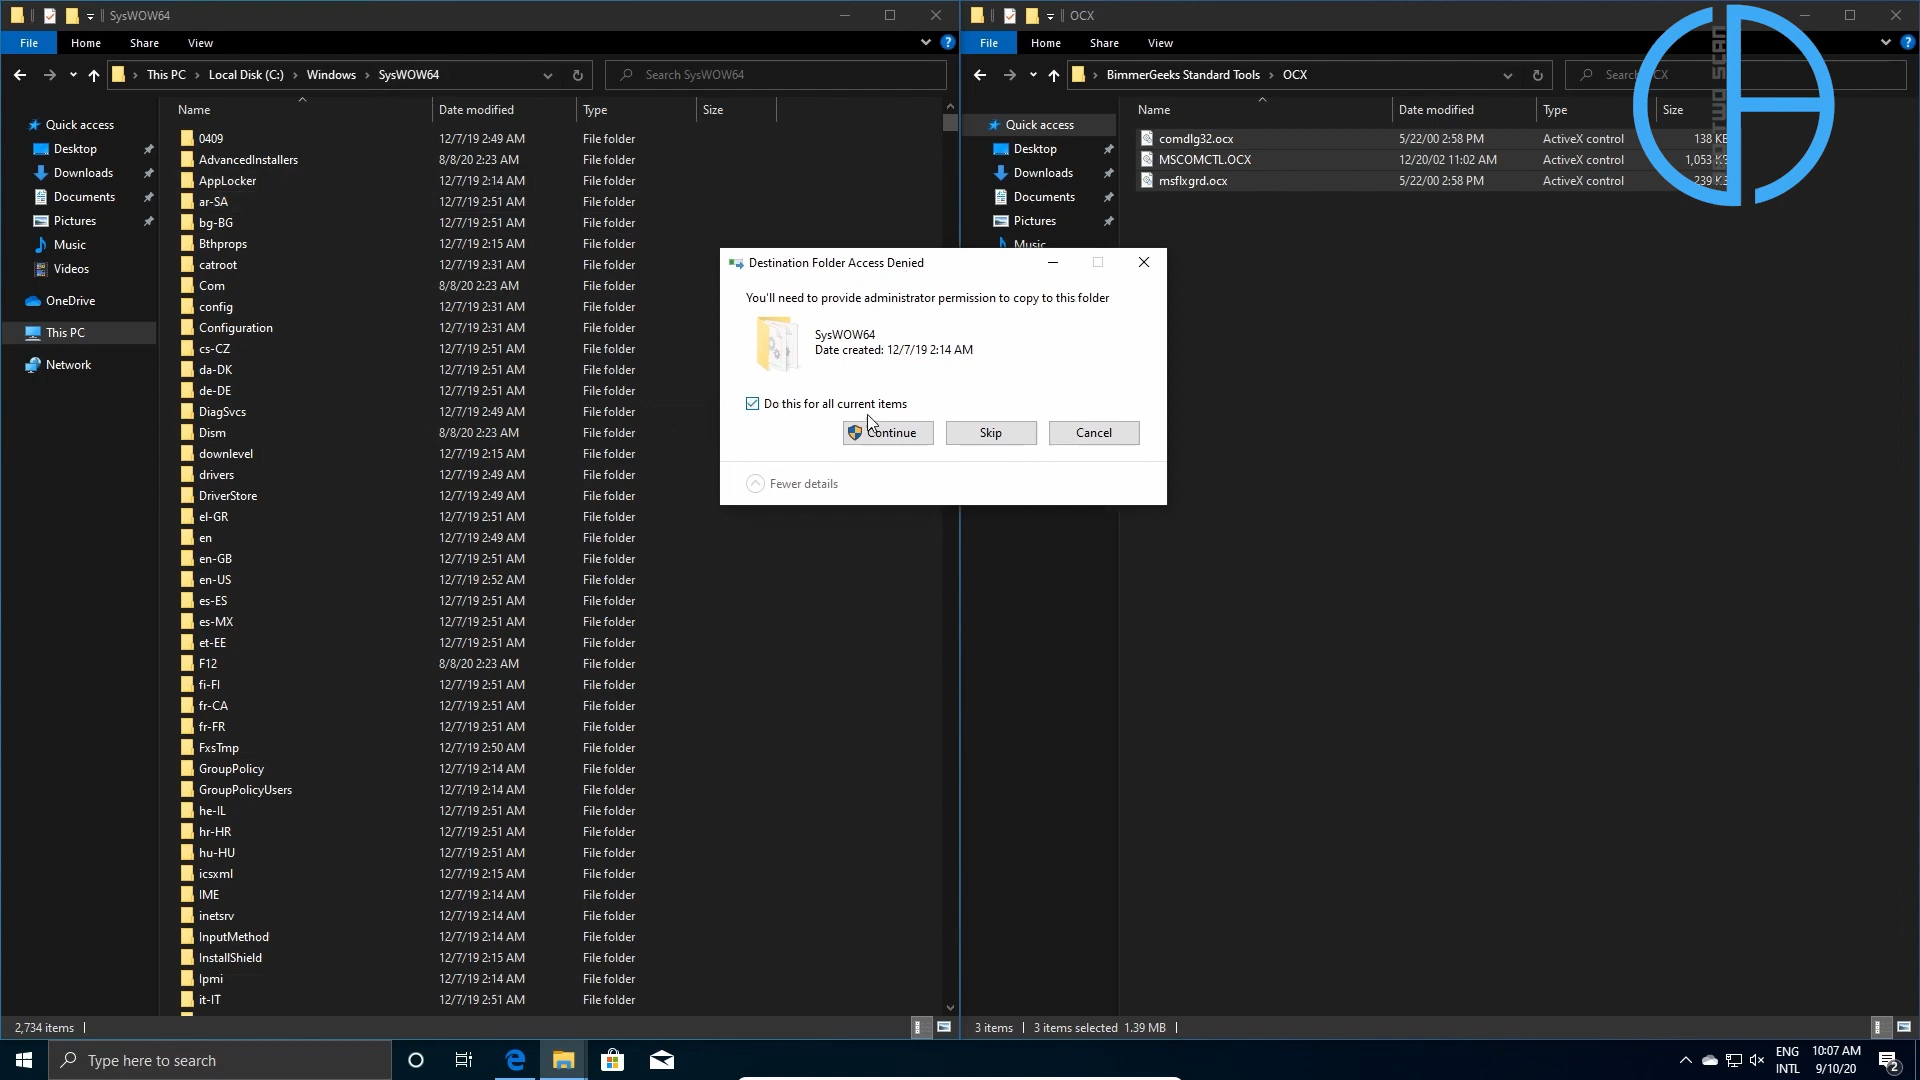 SysWOW64
File Home Share View
This PC Local Disk (C:) Windows SysWOW64
Search SysWOW64
Quick access
Desktop
Downloads
Documents
Pictures
Music
Videos
OneDrive
This PC
Network
Name Date modified Type Size
0409 12/7/19 2:49 AM File folder
AdvancedInstallers 8/8/20 2:23 AM File folder
AppLocker 12/7/19 2:14 AM File folder
ar-SA 12/7/19 2:51 AM File folder
bg-BG 12/7/19 2:51 AM File folder
Bthprops 12/7/19 2:15 AM File folder
catroot 12/7/19 2:31 AM File folder
Com 8/8/20 2:23 AM File folder
config 12/7/19 2:31 AM File folder
Configuration 12/7/19 2:31 AM File folder
cs-CZ 12/7/19 2:51 AM File folder
da-DK 12/7/19 2:51 AM File folder
de-DE 12/7/19 2:51 AM File folder
DiagSvcs 12/7/19 2:49 AM File folder
Dism 8/8/20 2:23 AM File folder
downlevel 12/7/19 2:15 AM File folder
drivers 12/7/19 2:49 AM File folder
DriverStore 12/7/19 2:49 AM File folder
el-GR 12/7/19 2:51 AM File folder
en 12/7/19 2:49 AM File folder
en-GB 12/7/19 2:51 AM File folder
en-US 12/7/19 2:52 AM File folder
es-ES 12/7/19 2:51 AM File folder
es-MX 12/7/19 2:51 AM File folder
et-EE 12/7/19 2:51 AM File folder
F12 8/8/20 2:23 AM File folder
fi-FI 12/7/19 2:51 AM File folder
fr-CA 12/7/19 2:51 AM File folder
fr-FR 12/7/19 2:51 AM File folder
FxsTmp 12/7/19 2:50 AM File folder
GroupPolicy 12/7/19 2:14 AM File folder
GroupPolicyUsers 12/7/19 2:14 AM File folder
he-IL 12/7/19 2:51 AM File folder
hr-HR 12/7/19 2:51 AM File folder
hu-HU 12/7/19 2:51 AM File folder
icsxml 12/7/19 2:15 AM File folder
IME 12/7/19 2:14 AM File folder
inetsrv 12/7/19 2:14 AM File folder
InputMethod 12/7/19 2:14 AM File folder
InstallShield 12/7/19 2:15 AM File folder
Ipmi 12/7/19 2:14 AM File folder
it-IT 12/7/19 2:51 AM File folder
2,734 items
OCX
File Home Share View
BimmerGeeks Standard Tools OCX
Quick access
Desktop
Downloads
Documents
Pictures
Music
Name Date modified Type Size
comdlg32.ocx 5/22/00 2:58 PM ActiveX control 138
MSCOMCTL.OCX 12/20/02 11:02 AM ActiveX control 1,053
msflxgrd.ocx 5/22/00 2:58 PM ActiveX control 239
3 items 3 items selected 1.39 MB
Destination Folder Access Denied
You'll need to provide administrator permission to copy to this folder
SysWOW64
Date created: 12/7/19 2:14 AM
Do this for all current items
Continue Skip Cancel
Fewer details
Type here to search
ENG
INTL
10:07 AM
9/10/20
2